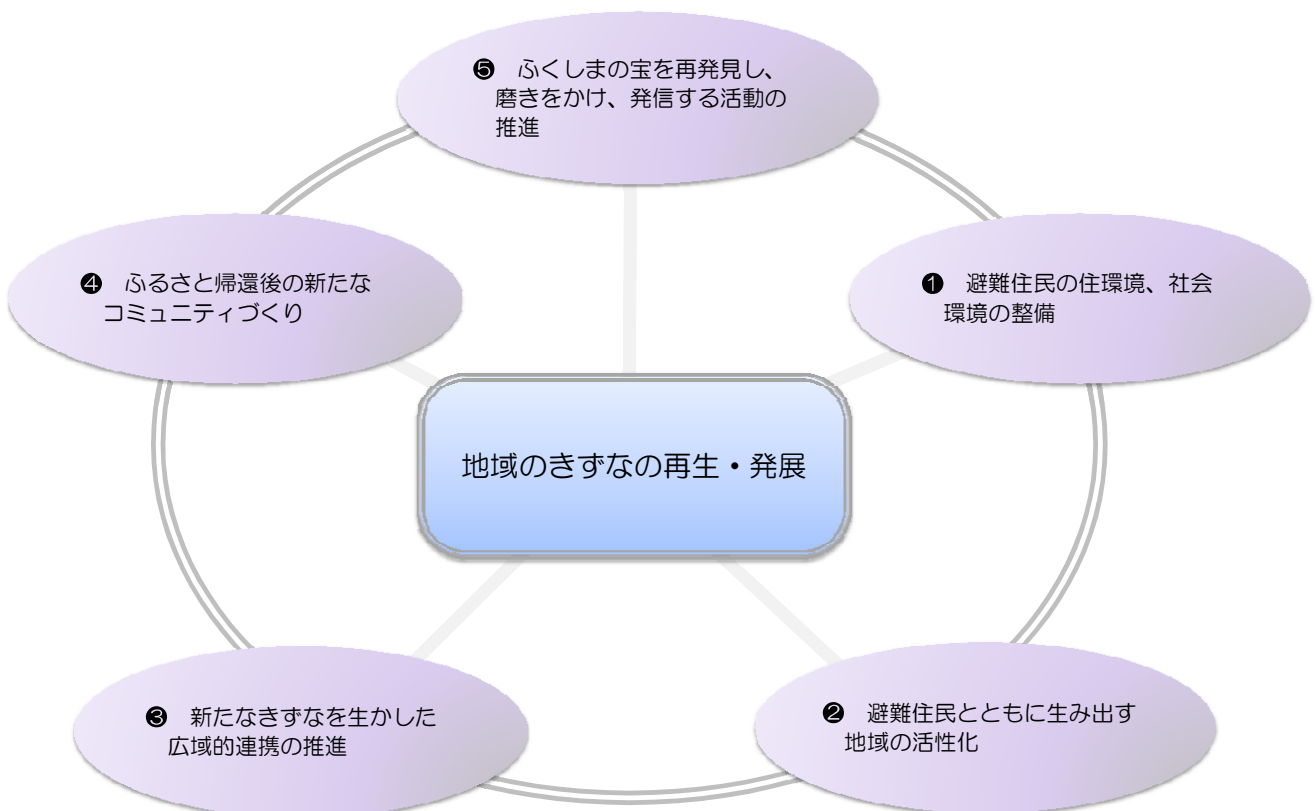 ❺　ふくしまの宝を再発見し、
磨きをかけ、発信する活動の
推進
❹　ふるさと帰還後の新たな
コミュニティづくり
❶　避難住民の住環境、社会
環境の整備
地域のきずなの再生・発展
❸　新たなきずなを生かした
広域的連携の推進
❷　避難住民とともに生み出す
地域の活性化